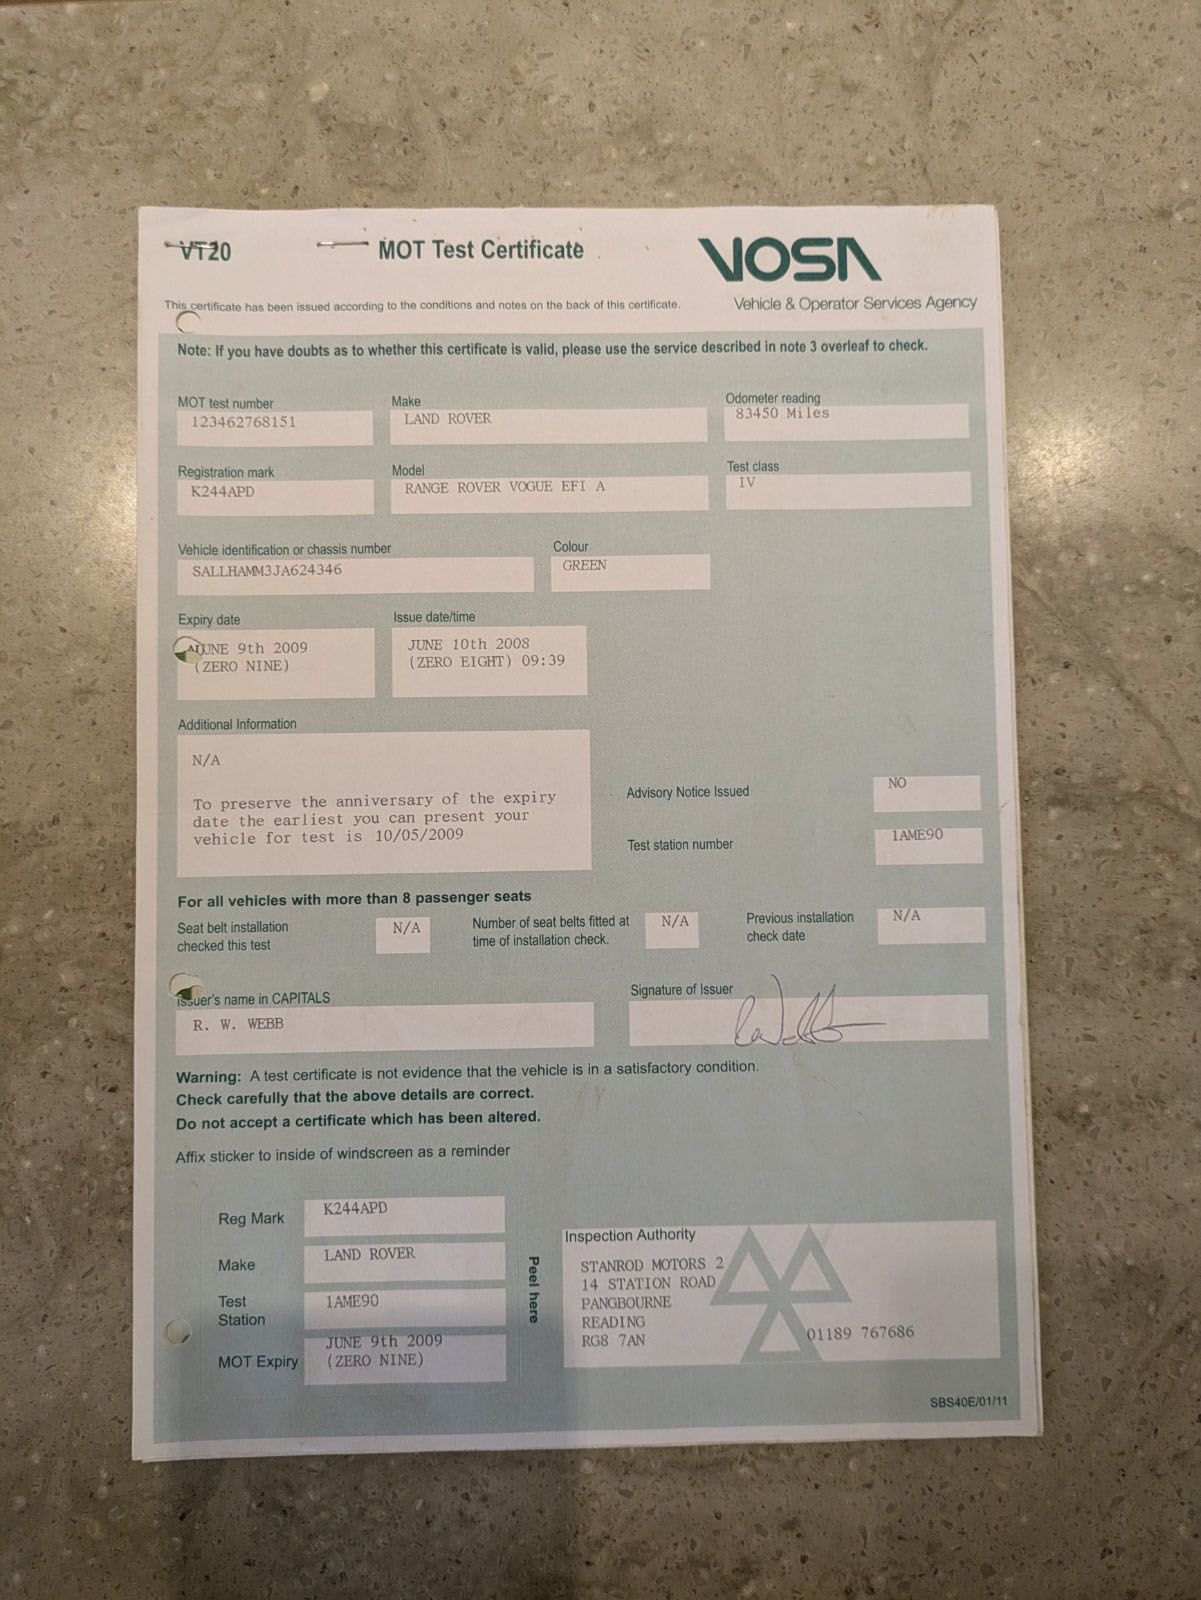 VT20
MOT Test Certificate
VOSA
Vehicle & Operator Services Agency
This certificate has been issued according to the conditions and notes on the back of this certificate.
Note: If you have doubts as to whether this certificate is valid, please use the service described in note 3 overleaf to check.
MOT test number
123462768151
Make
LAND ROVER
Odometer reading
83450 Miles
Registration mark
K244APD
Model
RANGE ROVER VOGUE EFI A
Test class
IV
Vehicle identification or chassis number
SALLHAMM3JA624346
Colour
GREEN
Expiry date
JUNE 9th 2009
(ZERO NINE)
Issue date/time
JUNE 10th 2008
(ZERO EIGHT) 09:39
Additional Information
N/A
To preserve the anniversary of the expiry
date the earliest you can present your
vehicle for test is 10/05/2009
Advisory Notice Issued
NO
Test station number
1AME90
For all vehicles with more than 8 passenger seats
Seat belt installation
checked this test
N/A
Number of seat belts fitted at
time of installation check.
N/A
Previous installation
check date
N/A
Issuer's name in CAPITALS
R. W. WEBB
Signature of Issuer
Warning: A test certificate is not evidence that the vehicle is in a satisfactory condition.
Check carefully that the above details are correct.
Do not accept a certificate which has been altered.
Affix sticker to inside of windscreen as a reminder
Reg Mark
K244APD
Make
LAND ROVER
Test
Station
1AME90
MOT Expiry
JUNE 9th 2009
(ZERO NINE)
Peel here
Inspection Authority
STANROD MOTORS 2
14 STATION ROAD
PANGBOURNE
READING
RG8 7AN
01189 767686
SBS40E/01/11